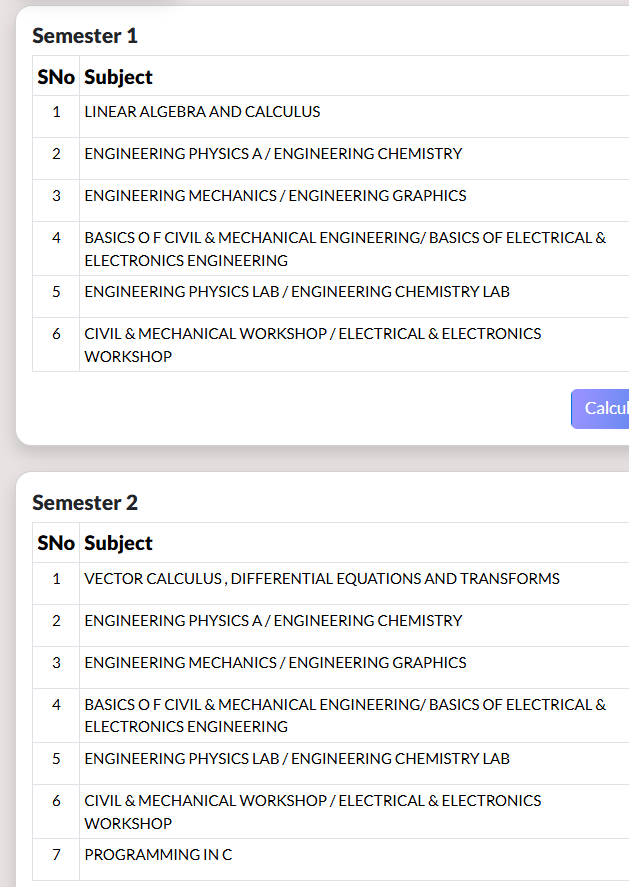 Semester 1
SNo Subject
1 LINEAR ALGEBRA AND CALCULUS
2 ENGINEERING PHYSICS A / ENGINEERING CHEMISTRY
3 ENGINEERING MECHANICS / ENGINEERING GRAPHICS
4 BASICS O F CIVIL & MECHANICAL ENGINEERING/ BASICS OF ELECTRICAL &
ELECTRONICS ENGINEERING
5 ENGINEERING PHYSICS LAB / ENGINEERING CHEMISTRY LAB
6 CIVIL & MECHANICAL WORKSHOP / ELECTRICAL & ELECTRONICS
WORKSHOP
Calcul
Semester 2
SNo Subject
1 VECTOR CALCULUS , DIFFERENTIAL EQUATIONS AND TRANSFORMS
2 ENGINEERING PHYSICS A / ENGINEERING CHEMISTRY
3 ENGINEERING MECHANICS / ENGINEERING GRAPHICS
4 BASICS O F CIVIL & MECHANICAL ENGINEERING/ BASICS OF ELECTRICAL &
ELECTRONICS ENGINEERING
5 ENGINEERING PHYSICS LAB / ENGINEERING CHEMISTRY LAB
6 CIVIL & MECHANICAL WORKSHOP / ELECTRICAL & ELECTRONICS
WORKSHOP
7 PROGRAMMING IN C